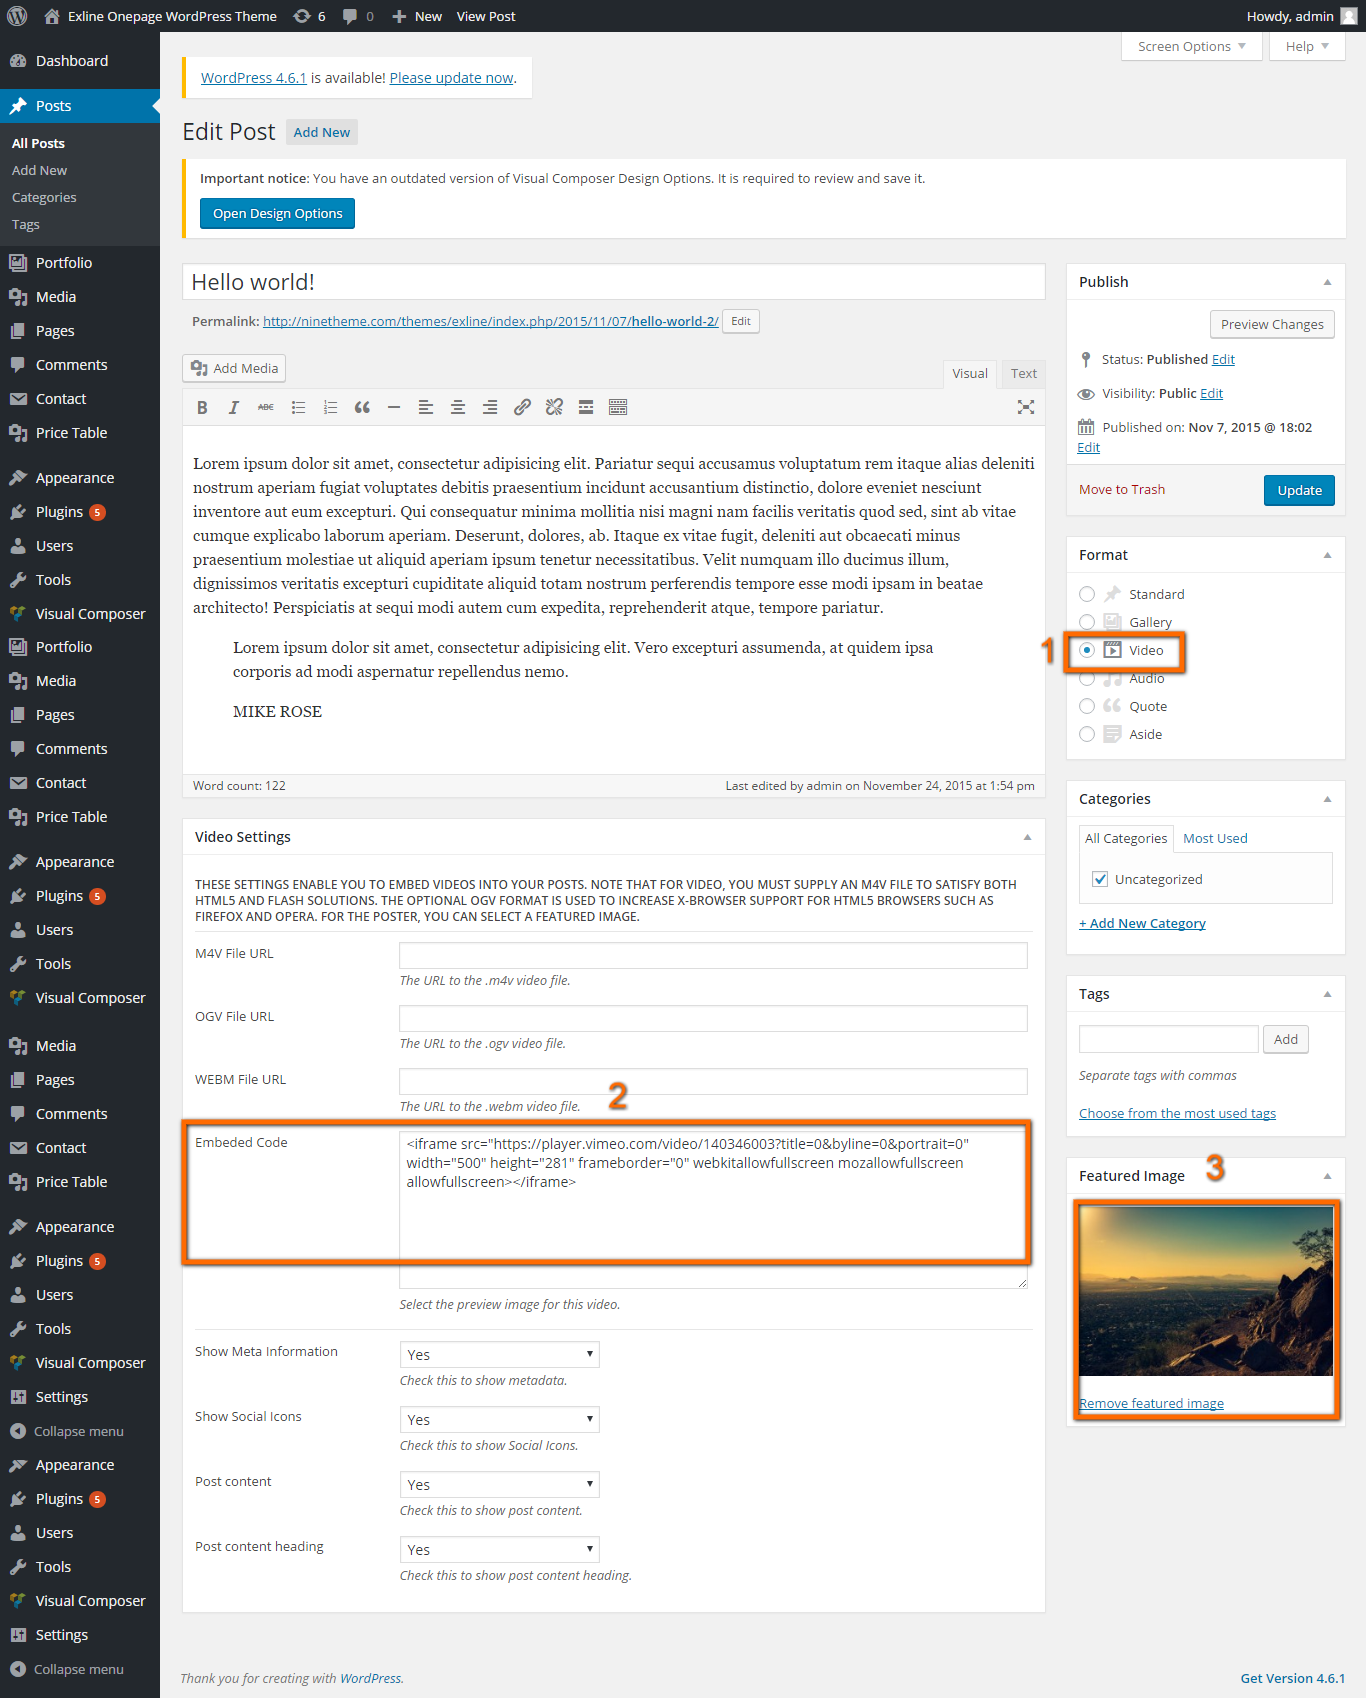 Exline Onepage WordPress Theme 6 0 New View Post Howdy, admin
Screen Options Help
Dashboard
Posts
All Posts
Add New
Categories
Tags
Portfolio
Media
Pages
Comments
Contact
Price Table
Appearance
Plugins 5
Users
Tools
Visual Composer
Portfolio
Media
Pages
Comments
Contact
Price Table
Appearance
Plugins 5
Users
Tools
Visual Composer
Media
Pages
Comments
Contact
Price Table
Appearance
Plugins 5
Users
Tools
Visual Composer
Settings
Collapse menu
Appearance
Plugins 5
Users
Tools
Visual Composer
Settings
Collapse menu
WordPress 4.6.1 is available! Please update now.
Edit Post Add New
Important notice: You have an outdated version of Visual Composer Design Options. It is required to review and save it.
Open Design Options
Hello world!
Permalink: http://ninetheme.com/themes/exline/index.php/2015/11/07/hello-world-2/ Edit
Add Media Visual Text
B I ABC
Lorem ipsum dolor sit amet, consectetur adipisicing elit. Pariatur sequi accusamus voluptatum rem itaque alias deleniti
nostrum aperiam fugiat voluptates debitis praesentium incidunt accusantium distinctio, dolore eveniet nesciunt
inventore aut eum excepturi. Qui consequatur minima mollitia nisi magni nam facilis veritatis quod sed, sint ab vitae
cumque explicabo laborum aperiam. Deserunt, dolores, ab. Itaque ex vitae fugit, deleniti aut obcaecati minus
praesentium molestiae ut aliquid aperiam ipsum tenetur necessitatibus. Velit numquam illo ducimus illum,
dignissimos veritatis excepturi cupiditate aliquid totam nostrum perferendis tempore esse modi ipsam in beatae
architecto! Perspiciatis at sequi modi autem cum expedita, reprehenderit atque, tempore pariatur.
Lorem ipsum dolor sit amet, consectetur adipisicing elit. Vero excepturi assumenda, at quidem ipsa
corporis ad modi aspernatur repellendus nemo.
MIKE ROSE
Word count: 122 Last edited by admin on November 24, 2015 at 1:54 pm
Video Settings
THESE SETTINGS ENABLE YOU TO EMBED VIDEOS INTO YOUR POSTS. NOTE THAT FOR VIDEO, YOU MUST SUPPLY AN M4V FILE TO SATISFY BOTH
HTML5 AND FLASH SOLUTIONS. THE OPTIONAL OGV FORMAT IS USED TO INCREASE X-BROWSER SUPPORT FOR HTML5 BROWSERS SUCH AS
FIREFOX AND OPERA. FOR THE POSTER, YOU CAN SELECT A FEATURED IMAGE.
M4V File URL
The URL to the .m4v video file.
OGV File URL
The URL to the .ogv video file.
WEBM File URL
The URL to the .webm video file.
2
Embeded Code
<iframe src="https://player.vimeo.com/video/140346003?title=0&byline=0&portrait=0"
width="500" height="281" frameborder="0" webkitallowfullscreen mozallowfullscreen
allowfullscreen></iframe>
Select the preview image for this video.
Show Meta Information Yes
Check this to show metadata.
Show Social Icons Yes
Check this to show Social Icons.
Post content Yes
Check this to show post content.
Post content heading Yes
Check this to show post content heading.
Publish
Preview Changes
Status: Published Edit
Visibility: Public Edit
Published on: Nov 7, 2015 @ 18:02
Edit
Move to Trash Update
Format
Standard
Gallery
1 Video
Audio
Quote
Aside
Categories
All Categories Most Used
Uncategorized
+ Add New Category
Tags
Add
Separate tags with commas
Choose from the most used tags
Featured Image 3
Remove featured image
Thank you for creating with WordPress. Get Version 4.6.1